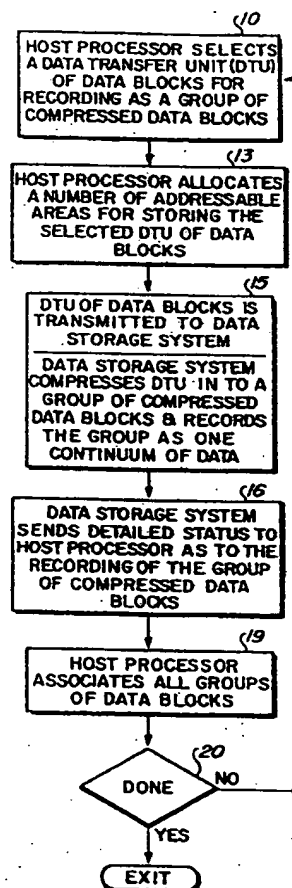 10
HOST PROCESSOR SELECTS
A DATA TRANSFER UNIT (DTU)
OF DATA BLOCKS FOR
RECORDING AS A GROUP OF
COMPRESSED DATA BLOCKS
13
HOST PROCESSOR ALLOCATES
A NUMBER OF ADDRESSABLE
AREAS FOR STORING THE
SELECTED DTU OF DATA
BLOCKS
15
DTU OF DATA BLOCKS IS
TRANSMITTED TO DATA
STORAGE SYSTEM
DATA STORAGE SYSTEM
COMPRESSES DTU IN TO A
GROUP OF COMPRESSED
DATA BLOCKS & RECORDS
THE GROUP AS ONE
CONTINUUM OF DATA
16
DATA STORAGE SYSTEM
SENDS DETAILED STATUS TO
HOST PROCESSOR AS TO THE
RECORDING OF THE GROUP
OF COMPRESSED DATA
BLOCKS
19
HOST PROCESSOR
ASSOCIATES ALL GROUPS
OF DATA BLOCKS
20
DONE
NO
YES
EXIT